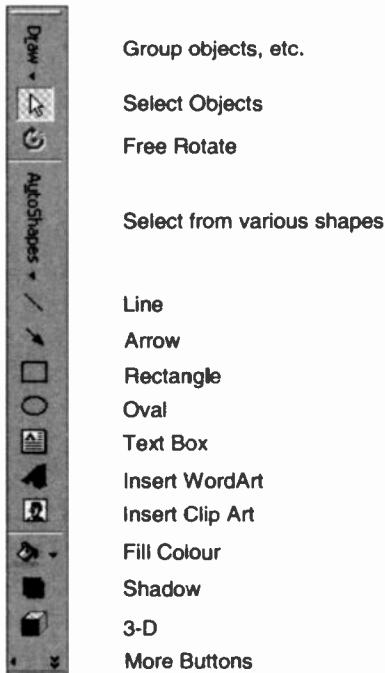 Draw
Group objects, etc.
Select Objects
Free Rotate
AutoShapes
Select from various shapes
Line
Arrow
Rectangle
Oval
Text Box
Insert WordArt
Insert Clip Art
Fill Colour
Shadow
3-D
More Buttons